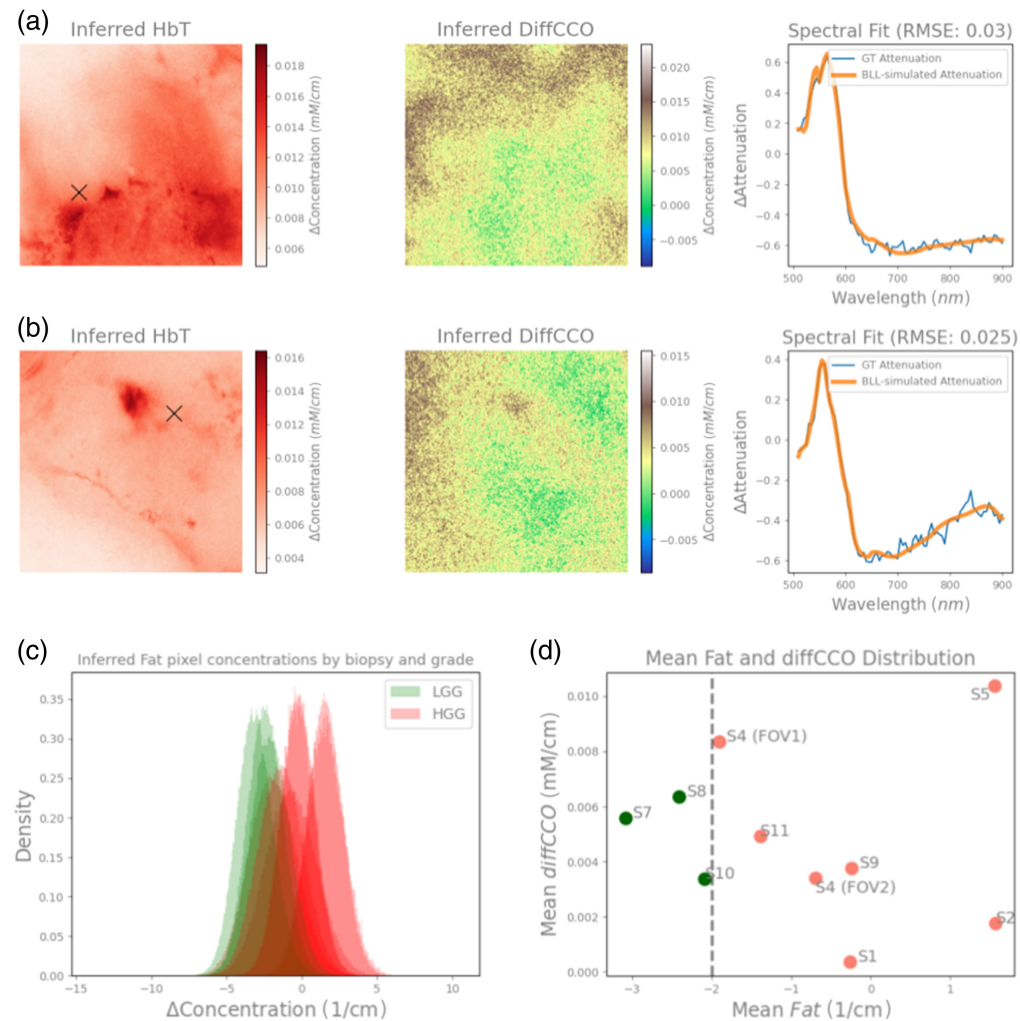 (a)
Inferred HbT
Inferred DiffCCO
Spectral Fit (RMSE: 0.03)
0.018
0.016
0.014
0.012
0.010
0.008
0.006
ΔConcentration (mM/cm)
0.020
0.015
0.010
0.005
0.000
−0.005
ΔConcentration (mM/cm)
GT Attenuation
BLL-simulated Attenuation
0.6
0.4
0.2
0.0
−0.2
−0.4
−0.6
ΔAttenuation
500 600 700 800 900
Wavelength (nm)
(b)
Inferred HbT
Inferred DiffCCO
Spectral Fit (RMSE: 0.025)
0.016
0.014
0.012
0.010
0.008
0.006
0.004
ΔConcentration (mM/cm)
0.015
0.010
0.005
0.000
−0.005
ΔConcentration (mM/cm)
GT Attenuation
BLL-simulated Attenuation
0.4
0.2
0.0
−0.2
−0.4
−0.6
ΔAttenuation
500 600 700 800 900
Wavelength (nm)
(c)
Inferred Fat pixel concentrations by biopsy and grade
LGG
HGG
0.35
0.30
0.25
0.20
0.15
0.10
0.05
0.00
Density
−15 −10 −5 0 5 10
ΔConcentration (1/cm)
(d)
Mean Fat and diffCCO Distribution
0.010
0.008
0.006
0.004
0.002
0.000
Mean diffCCO (mM/cm)
S5
S4 (FOV1)
S8
S7
S11
S9
S10
S4 (FOV2)
S2
S1
−3 −2 −1 0 1
Mean Fat (1/cm)